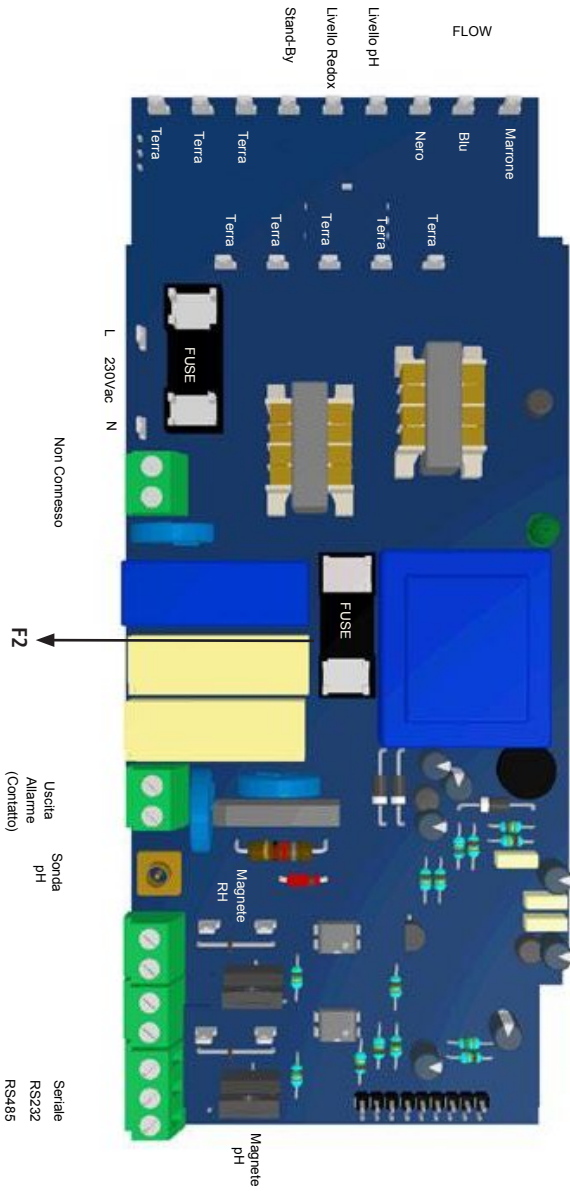 FLOW
Livello pH
Livello Redox
Stand-By
Marrone
Blu
Nero
Terra
Terra
Terra
Terra
Terra
Terra
Terra
Terra
FUSE
L 230Vac N
Non Connesso
FUSE
F2
Uscita
Allarme
(Contatto)
Sonda
pH
Magnete
RH
Magnete
pH
Seriale
RS232
RS485